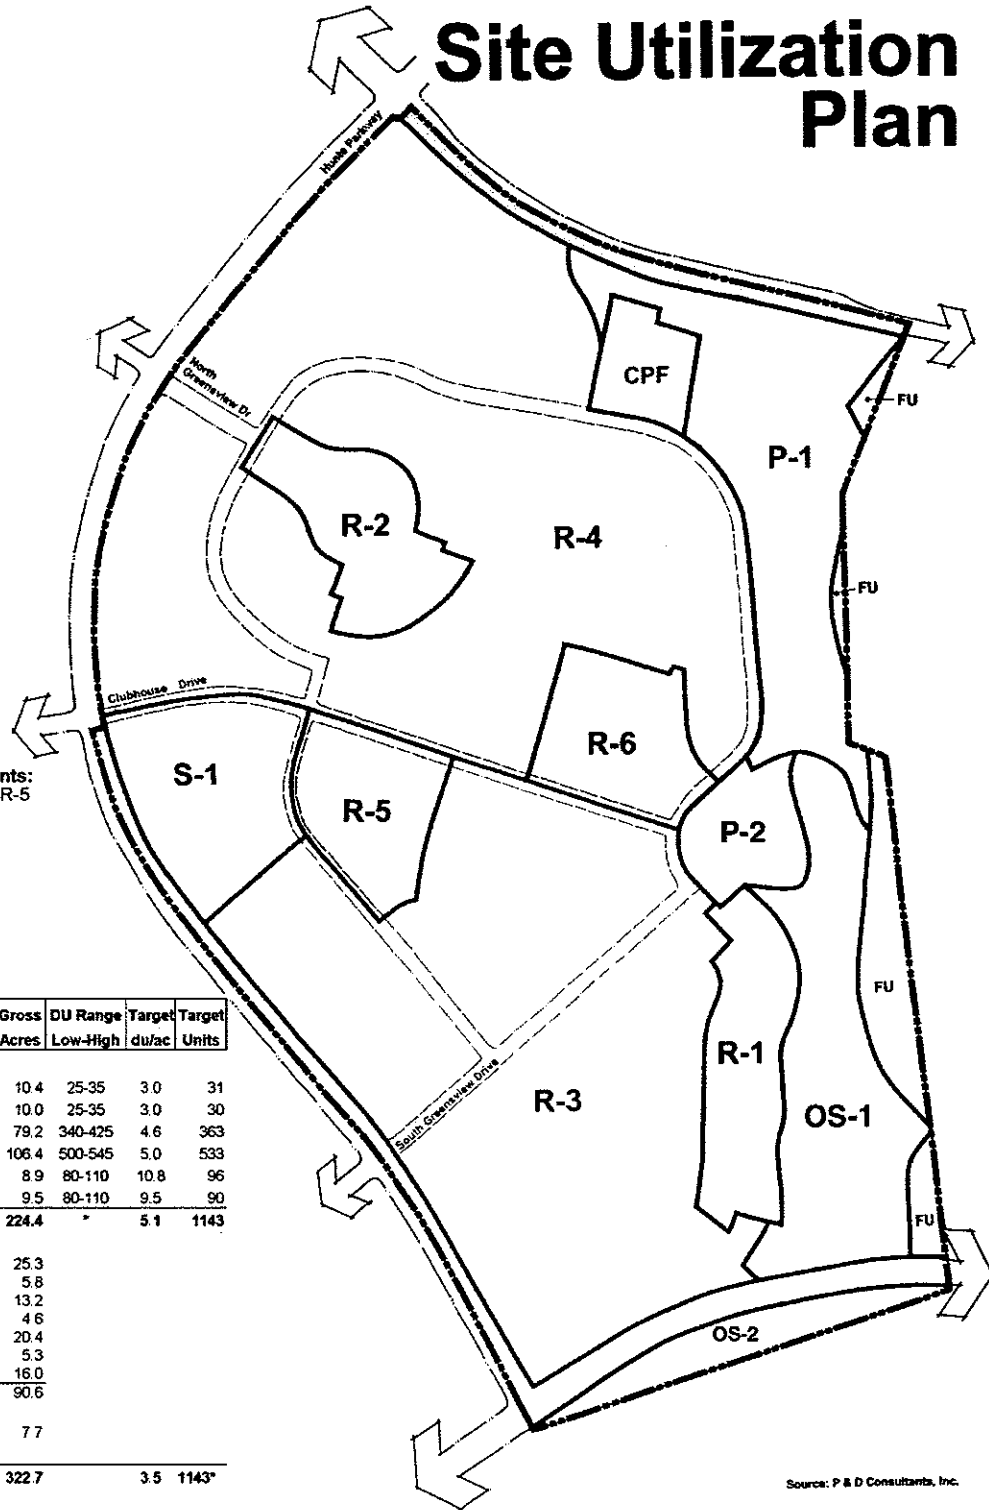 Site Utilization
Plan
Hunte Parkway
North
Greensview Dr
CPF
FU
P-1
R-2
R-4
FU
Clubhouse Drive
R-6
S-1
nts:
R-5
R-5
P-2
FU
Gross DU Range Target Target
Acres Low-High du/ac Units
10.4 25-35 3.0 31
10.0 25-35 3.0 30
79.2 340-425 4.6 363
106.4 500-545 5.0 533
8.9 80-110 10.8 96
9.5 80-110 9.5 90
224.4 * 5.1 1143
25.3
5.8
13.2
4.6
20.4
5.3
16.0
90.6
7.7
322.7 3.5 1143*
R-1
South Greensview Drive
R-3
OS-1
FU
OS-2
Source: P & D Consultants, Inc.